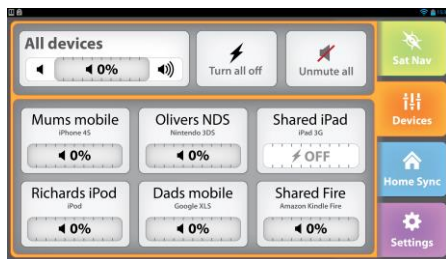 All devices
0%
Turn all off
Unmute all
Mums mobile
iPhone 4S
0%
Olivers NDS
Nintendo 3DS
0%
Shared iPad
iPad 3G
OFF
Richards iPod
iPod
0%
Dads mobile
Google XLS
0%
Shared Fire
Amazon Kindle Fire
0%
Sat Nav
Devices
Home Sync
Settings